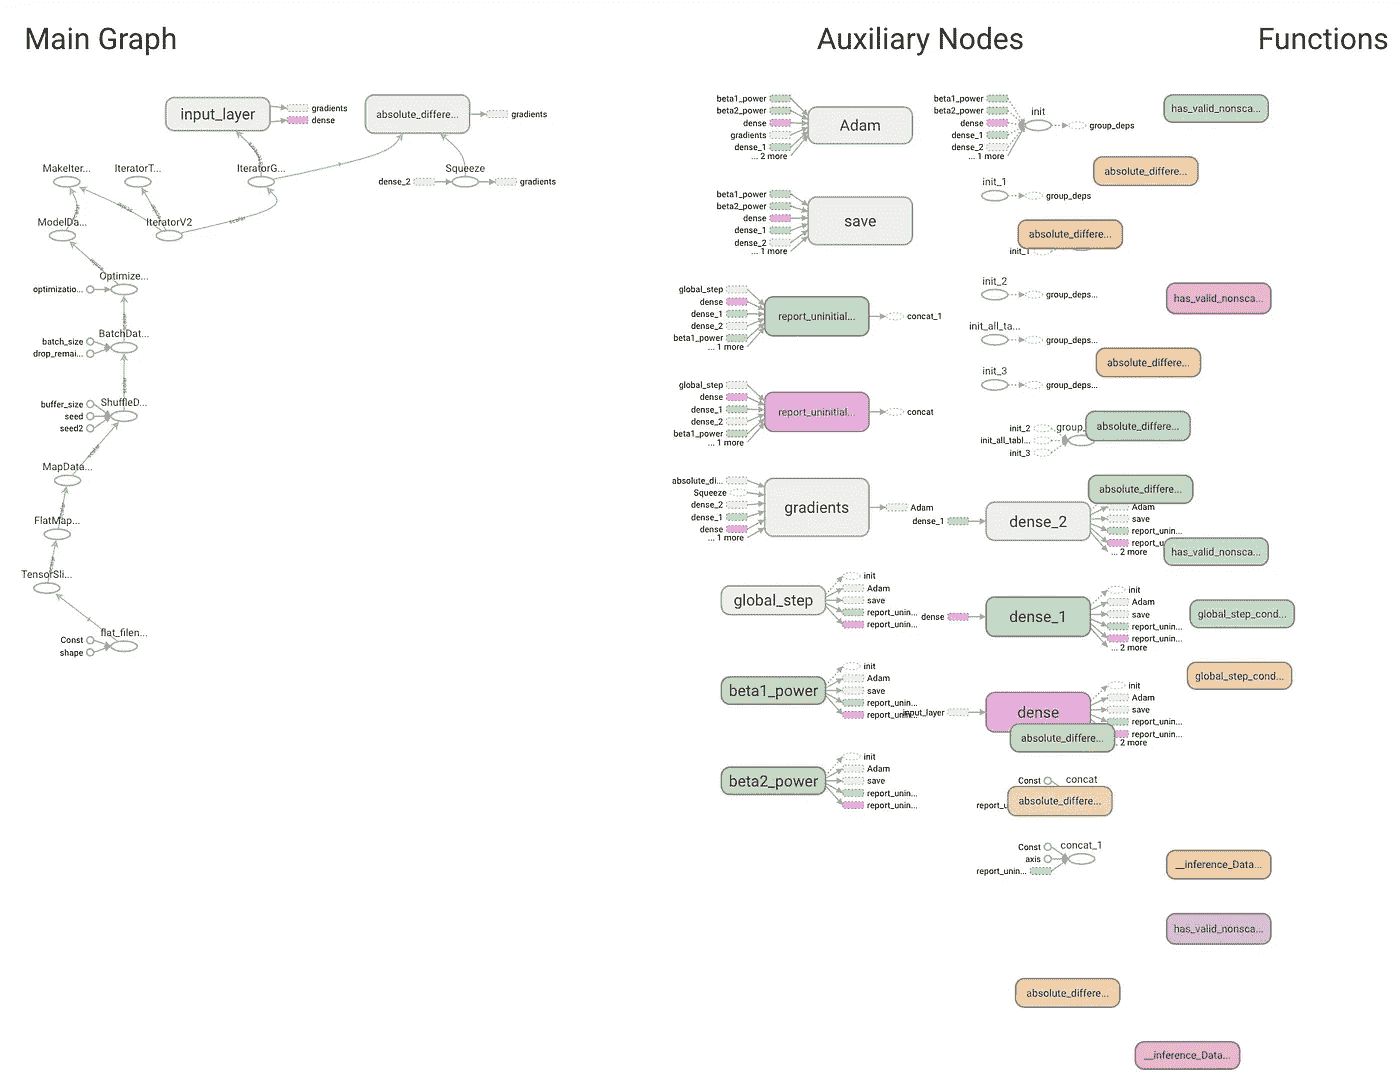 Main Graph
Auxiliary Nodes
Functions
input_layer
gradients
dense
absolute_differe...
gradients
MakeIter...
IteratorT...
IteratorG...
Squeeze
dense_2
gradients
ModelDa...
IteratorV2
scalar
Optimize...
optimizatio...
BatchDat...
batch_size
drop_remai...
scalar
ShuffleD...
buffer_size
seed
seed2
scalar
MapData...
scalar
FlatMap...
scalar
TensorSli...
flat_filen...
Const
shape
beta1_power
beta2_power
dense
gradients
dense_1
... 2 more
Adam
beta1_power
beta2_power
dense
dense_1
dense_2
... 1 more
save
global_step
dense
dense_1
dense_2
beta1_power
... 1 more
report_uninitial...
concat_1
global_step
dense
dense_1
dense_2
beta1_power
... 1 more
report_uninitial...
concat
absolute_di...
Squeeze
dense_2
dense_1
dense
... 1 more
gradients
Adam
global_step
init
Adam
save
report_unin...
report_unin...
beta1_power
init
Adam
save
report_unin...
report_unin...
beta2_power
init
Adam
save
report_unin...
report_unin...
beta1_power
beta2_power
dense
dense_1
dense_2
... 1 more
init
group_deps
init_1
group_deps
init_1
init_2
group_deps...
init_all_ta...
group_deps...
init_3
group_deps...
init_2
init_all_tabl...
init_3
group_
dense_1
dense_2
Adam
save
report_unin...
report_u
... 2 more
dense
dense_1
init
Adam
save
report_unin...
report_unin...
... 2 more
input_layer
dense
init
Adam
save
report_unin...
report_unin...
2 more
Const
concat
report_u
Const
axis
report_unin...
concat_1
has_valid_nonsca...
absolute_differe...
absolute_differe...
has_valid_nonsca...
absolute_differe...
absolute_differe...
absolute_differe...
has_valid_nonsca...
global_step_cond...
global_step_cond...
absolute_differe...
absolute_differe...
__inference_Data...
has_valid_nonsca...
absolute_differe...
__inference_Data...